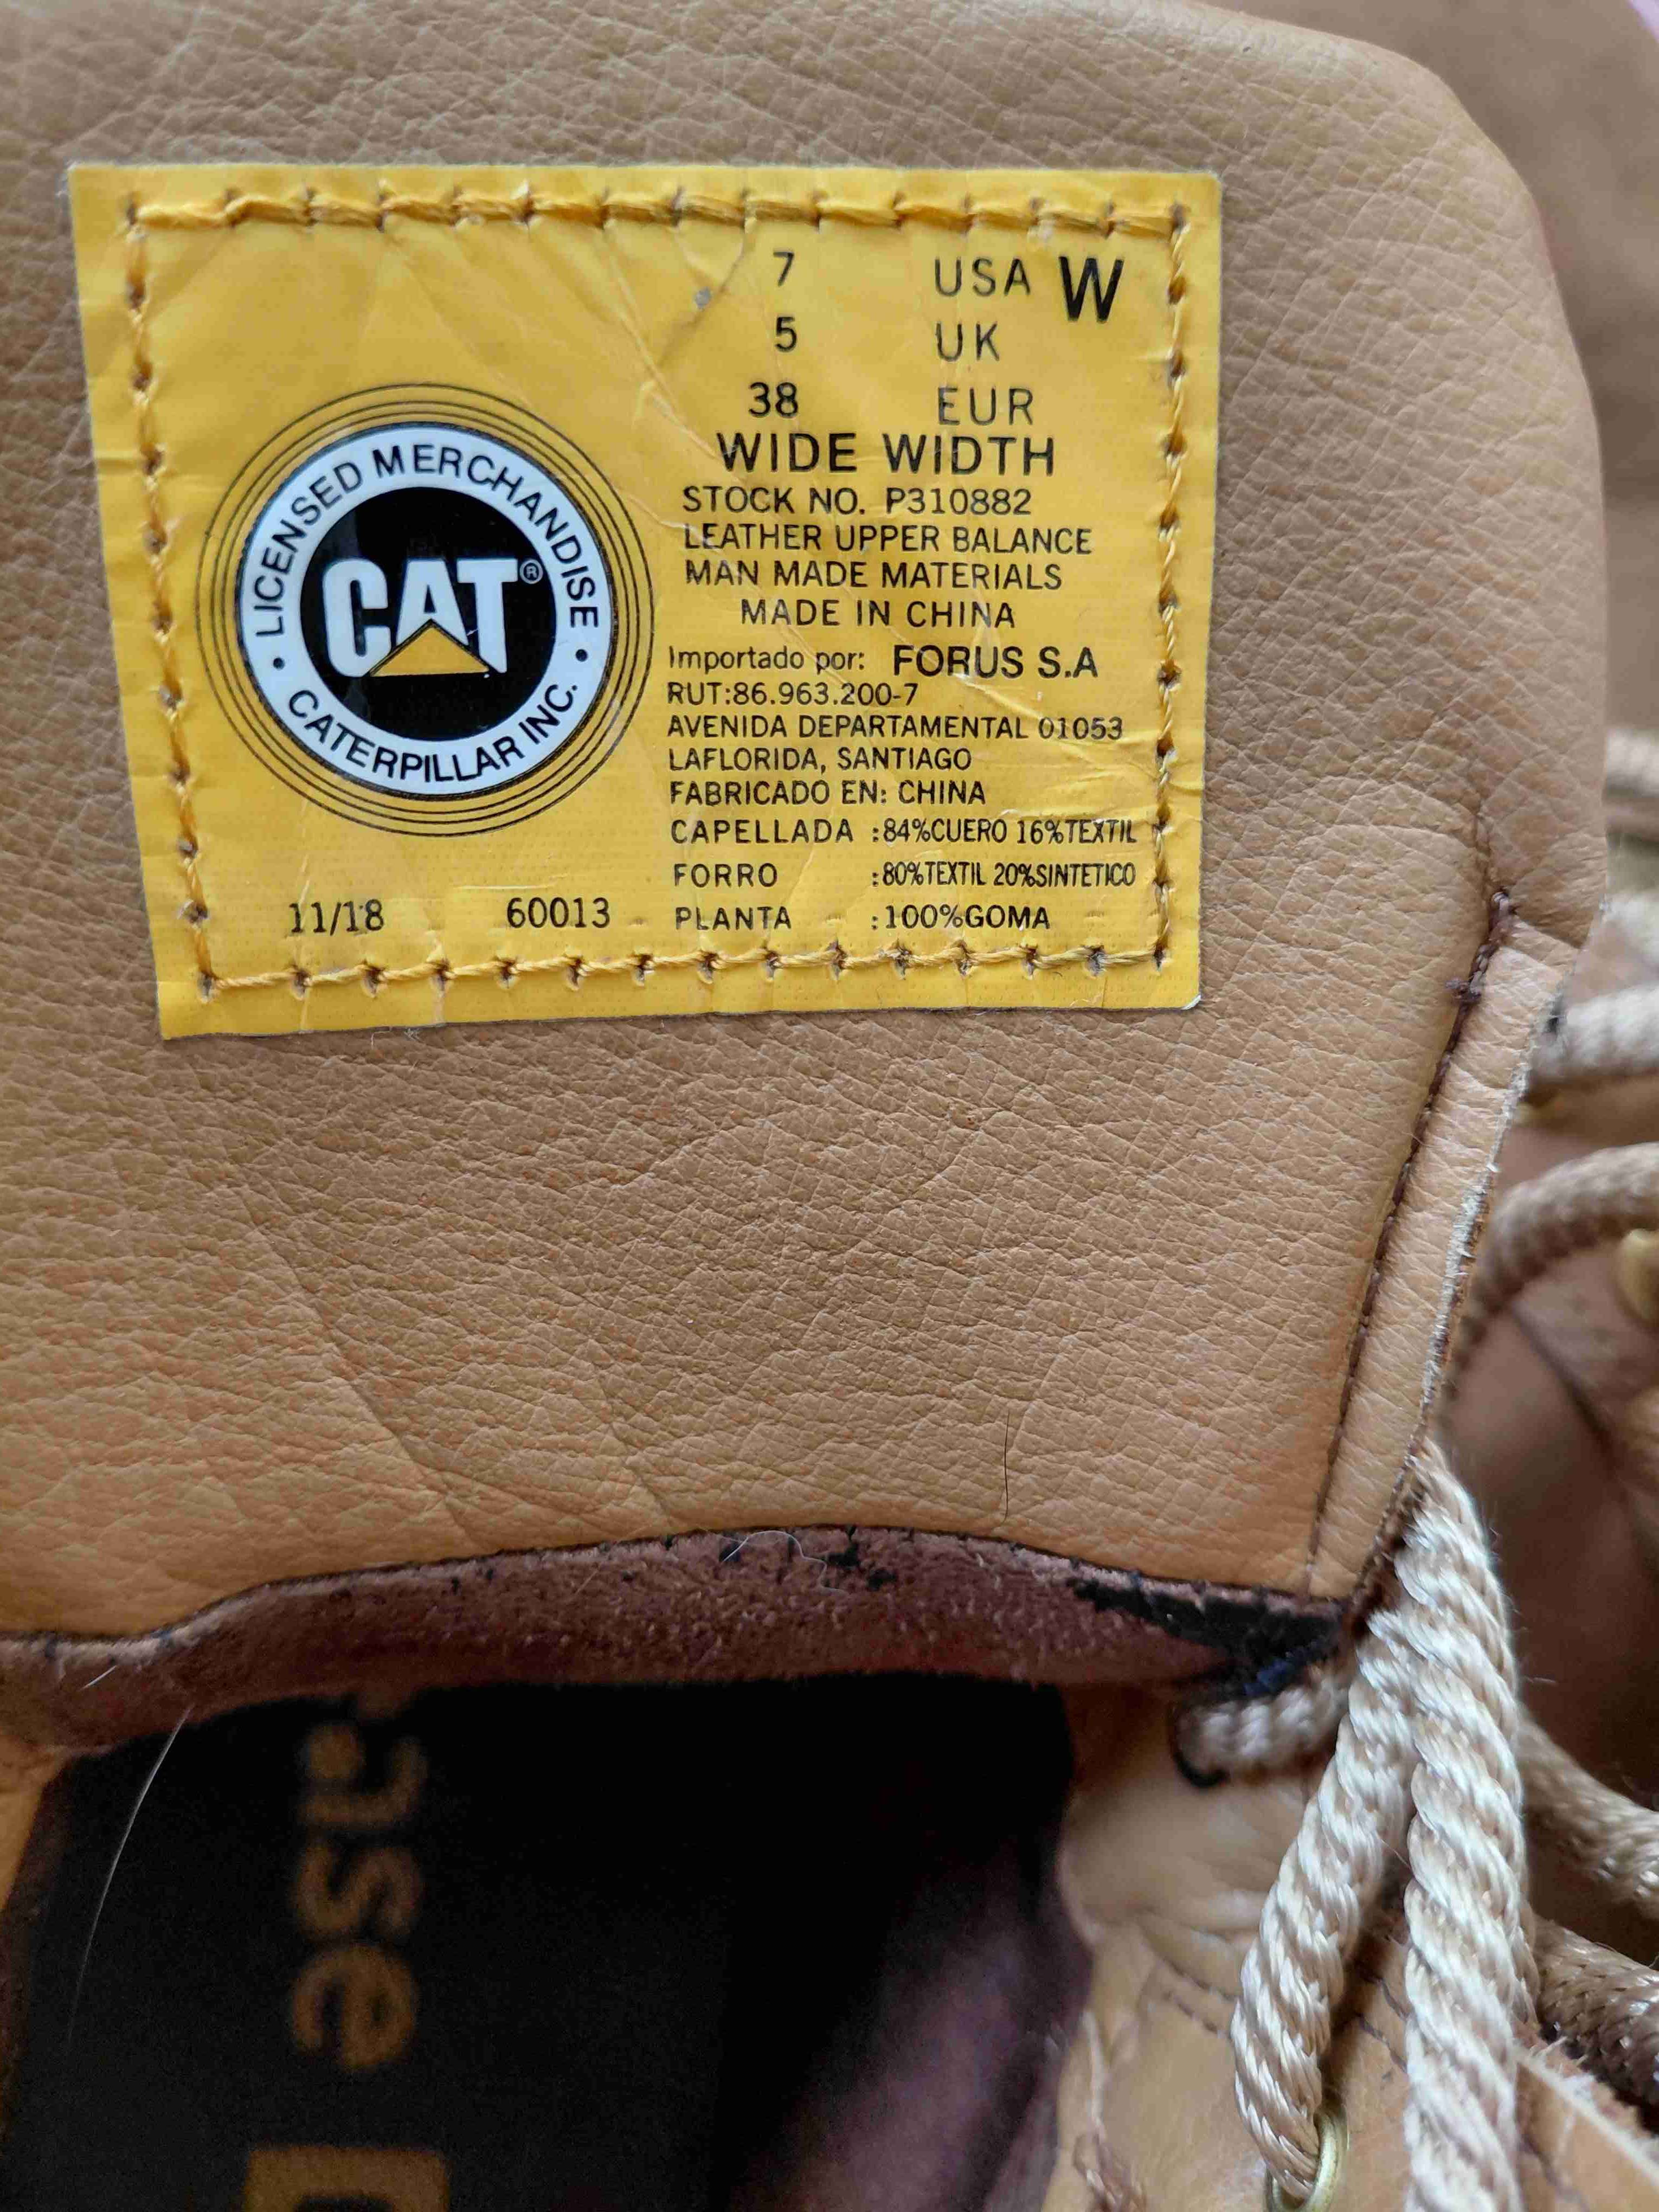 7 USA W
5 UK
38 EUR
WIDE WIDTH
STOCK NO. P310882
LEATHER UPPER BALANCE
MAN MADE MATERIALS
MADE IN CHINA
Importado por: FORUS S.A
RUT:86.963.200-7
AVENIDA DEPARTAMENTAL 01053
LAFLORIDA, SANTIAGO
FABRICADO EN: CHINA
CAPELLADA :84%CUERO 16%TEXTIL
FORRO :80%TEXTIL 20%SINTETICO
PLANTA :100%GOMA
11/18 60013
LICENSED MERCHANDISE
CAT®
CATERPILLAR INC.
ase